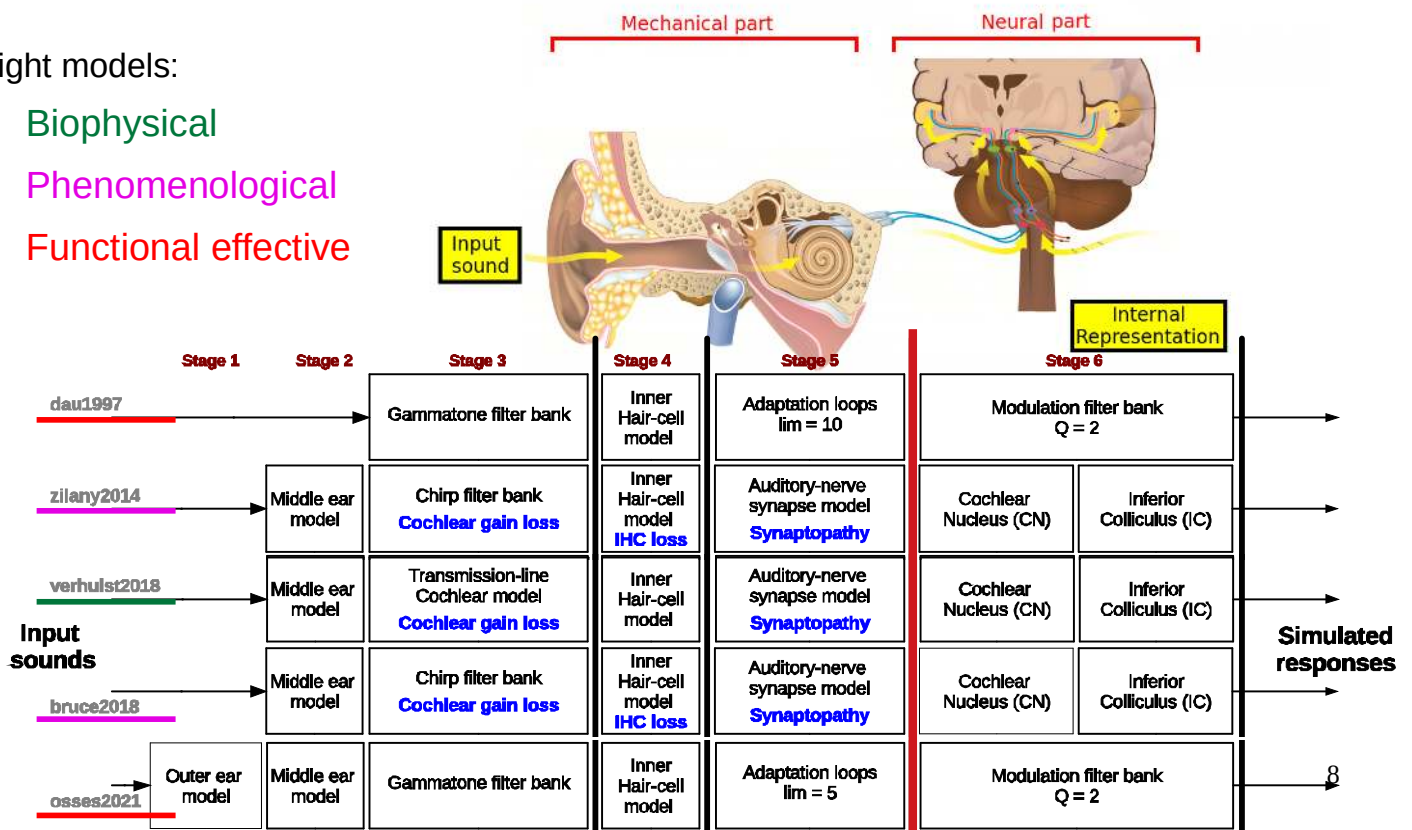 Mechanical part
Neural part
ight models:
Biophysical
Phenomenological
Functional effective
Input
sound
Internal
Representation
Stage 1
Stage 2
Stage 3
Stage 4
Stage 5
Stage 6
dau1997
Gammatone filter bank
Inner
Hair-cell
model
Adaptation loops
lim = 10
Modulation filter bank
Q = 2
zilany2014
Middle ear
model
Chirp filter bank
Cochlear gain loss
Inner
Hair-cell
model
IHC loss
Auditory-nerve
synapse model
Synaptopathy
Cochlear
Nucleus (CN)
Inferior
Colliculus (IC)
verhulst2018
Middle ear
model
Transmission-line
Cochlear model
Cochlear gain loss
Inner
Hair-cell
model
Auditory-nerve
synapse model
Synaptopathy
Cochlear
Nucleus (CN)
Inferior
Colliculus (IC)
Input
sounds
Simulated
responses
bruce2018
Middle ear
model
Chirp filter bank
Cochlear gain loss
Inner
Hair-cell
model
IHC loss
Auditory-nerve
synapse model
Synaptopathy
Cochlear
Nucleus (CN)
Inferior
Colliculus (IC)
osses2021
Outer ear
model
Middle ear
model
Gammatone filter bank
Inner
Hair-cell
model
Adaptation loops
lim = 5
Modulation filter bank
Q = 2
8